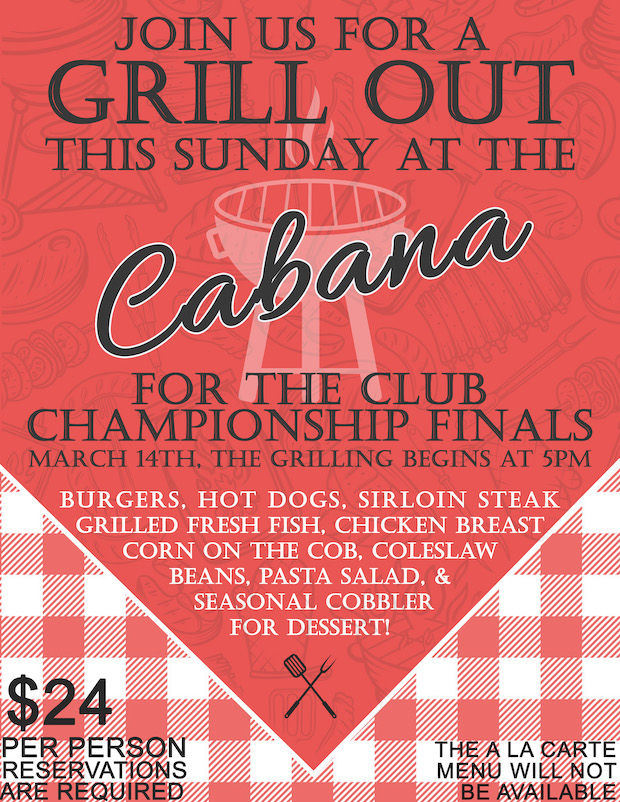 JOIN US FOR A
GRILL OUT
THIS SUNDAY AT THE
Cabana
FOR THE CLUB
CHAMPIONSHIP FINALS
MARCH 14TH, THE GRILLING BEGINS AT 5PM
BURGERS, HOT DOGS, SIRLOIN STEAK
GRILLED FRESH FISH, CHICKEN BREAST
CORN ON THE COB, COLESLAW
BEANS, PASTA SALAD, &
SEASONAL COBBLER
FOR DESSERT!
$24
PER PERSON
RESERVATIONS
ARE REQUIRED
THE A LA CARTE
MENU WILL NOT
BE AVAILABLE